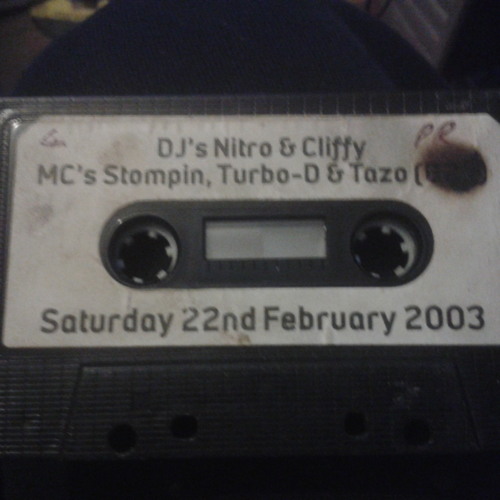 DJ's Nitro & Cliffy
MC's Stompin, Turbo-D & Tazo (
Saturday 22nd February 2003